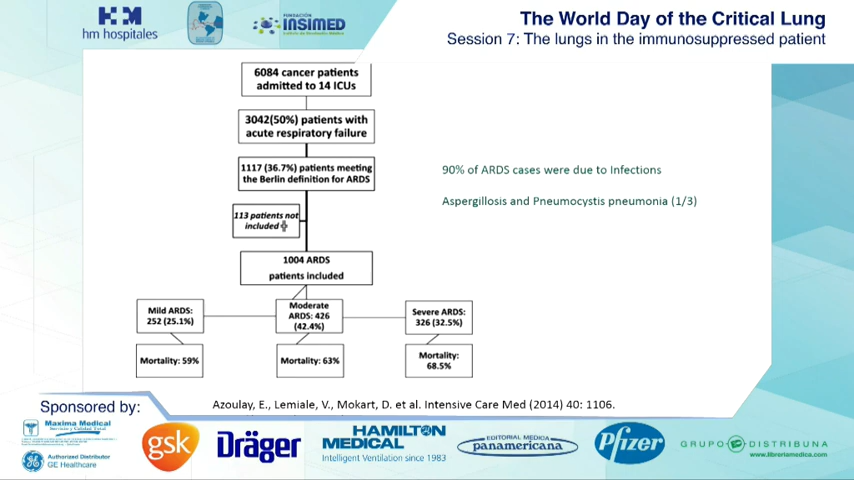 HM
hm hospitales
FUNDACIÓN
INSIMED
The World Day of the Critical Lung
Session 7: The lungs in the immunosuppressed patient
6084 cancer patients
admitted to 14 ICUs
3042(50%) patients with
acute respiratory failure
1117 (36.7%) patients meeting
the Berlin definition for ARDS
113 patients not
included
1004 ARDS
patients included
Mild ARDS:
252 (25.1%)
Moderate
ARDS: 426
(42.4%)
Severe ARDS:
326 (32.5%)
Mortality: 59%
Mortality: 63%
Mortality:
68.5%
90% of ARDS cases were due to Infections
Aspergillosis and Pneumocystis pneumonia (1/3)
Azoulay, E., Lemiale, V., Mokart, D. et al. Intensive Care Med (2014) 40: 1106.
Sponsored by:
Maxima Medical
Authorized Distributor
GE Healthcare
gsk
Dräger
HAMILTON
MEDICAL
Intelligent Ventilation since 1983
EDITORIAL MEDICA
panamericana
Pfizer
GRUPO DISTRIBUNA
www.libreriamedica.com